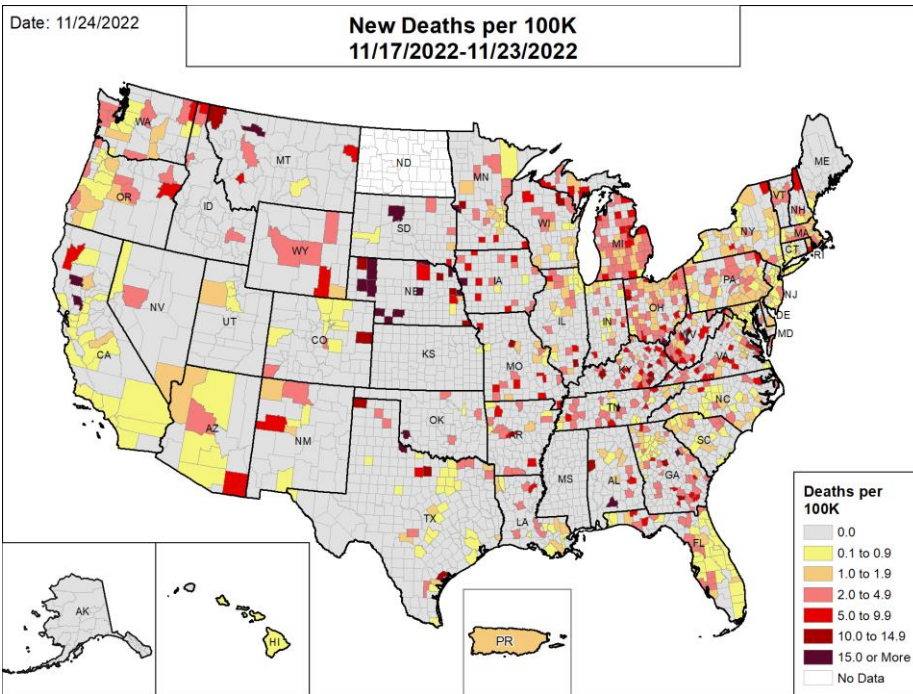 Date: 11/24/2022
New Deaths per 100K
11/17/2022-11/23/2022
WA
MT
ND
MN
ME
OR
ID
SD
WI
MI
VT
NH
NY
MA
CT
RI
WY
NE
IA
PA
NJ
NV
UT
CO
IL
IN
OH
DE
MD
CA
KS
MO
WV
VA
KY
AZ
NM
OK
AR
TN
NC
SC
TX
LA
MS
AL
GA
FL
AK
HI
PR
Deaths per
100K
0.0
0.1 to 0.9
1.0 to 1.9
2.0 to 4.9
5.0 to 9.9
10.0 to 14.9
15.0 or More
No Data